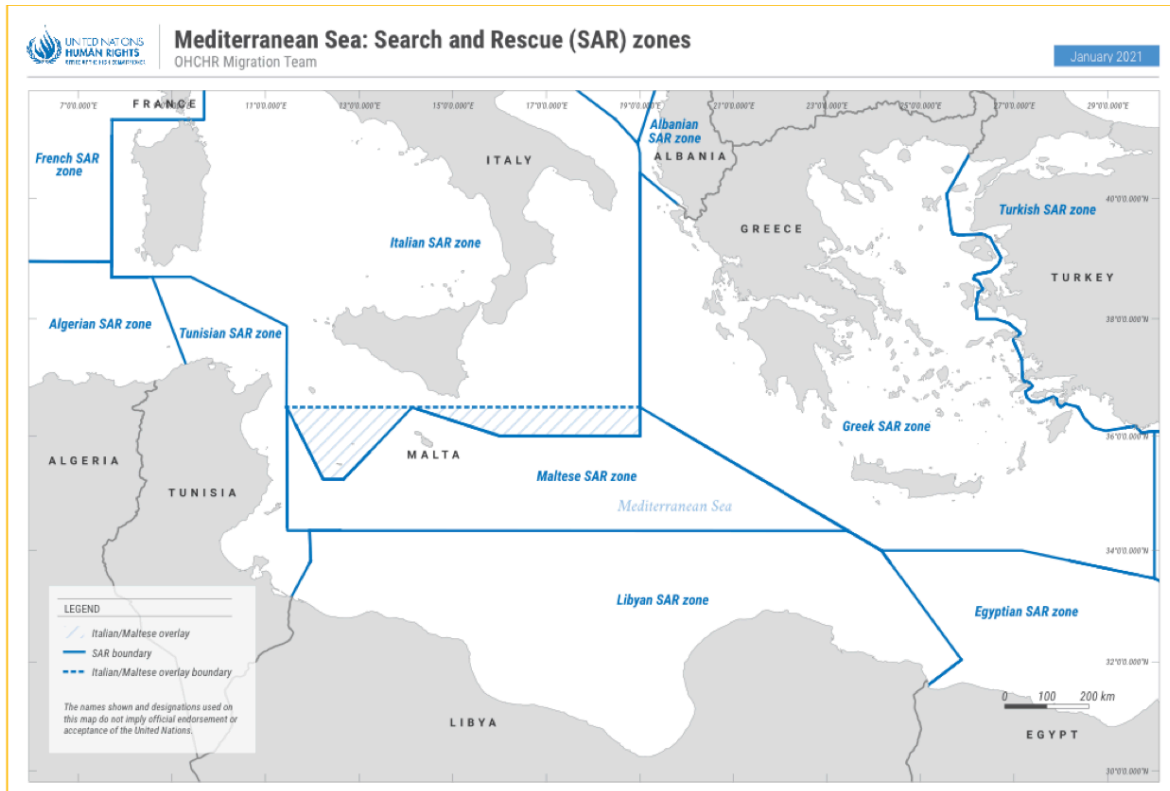 UNITED NATIONS
HUMAN RIGHTS
OFFICE OF THE HIGH COMMISSIONER
Mediterranean Sea: Search and Rescue (SAR) zones
OHCHR Migration Team
January 2021
7°0'0.000"E
11°0'0.000"E
13°0'0.000"E
15°0'0.000"E
17°0'0.000"E
19°0'0.000"E
21°0'0.000"E
23°0'0.000"E
25°0'0.000"E
27°0'0.000"E
29°0'0.000"E
FRANCE
French SAR
zone
ITALY
Albanian
SAR zone
ALBANIA
40°0'0.000"N
Turkish SAR zone
Italian SAR zone
GREECE
TURKEY
Algerian SAR zone
Tunisian SAR zone
38°0'0.000"N
Greek SAR zone
36°0'0.000"N
ALGERIA
MALTA
TUNISIA
Maltese SAR zone
Mediterranean Sea
34°0'0.000"N
Libyan SAR zone
Egyptian SAR zone
32°0'0.000"N
LEGEND
Italian/Maltese overlay
SAR boundary
Italian/Maltese overlay boundary
The names shown and designations used on
this map do not imply official endorsement or
acceptance of the United Nations.
0 100 200 km
LIBYA
EGYPT
30°0'0.000"N